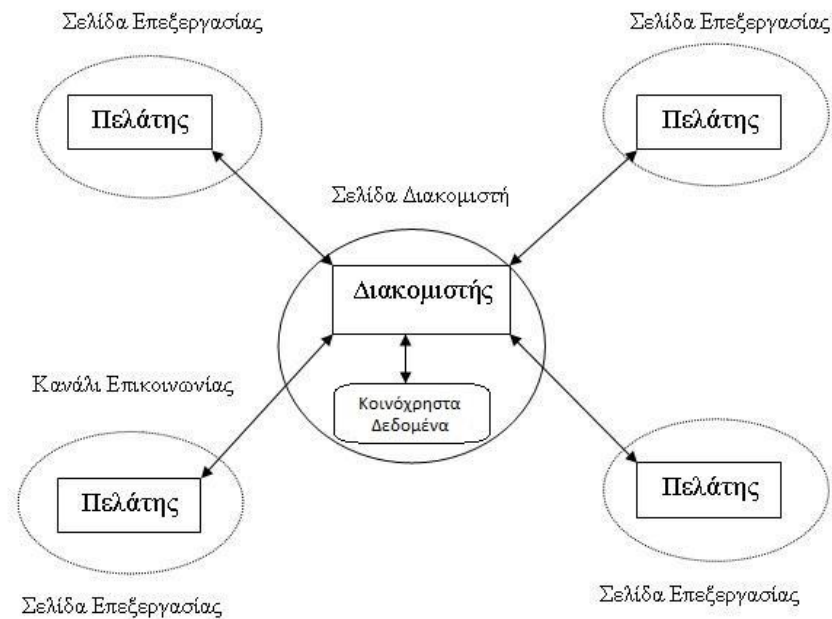 Σελίδα Επεξεργασίας
Σελίδα Επεξεργασίας
Πελάτης
Πελάτης
Σελίδα Διακομιστή
Διακομιστής
Κανάλι Επικοινωνίας
Κοινόχρηστα
Δεδομένα
Πελάτης
Πελάτης
Σελίδα Επεξεργασίας
Σελίδα Επεξεργασίας